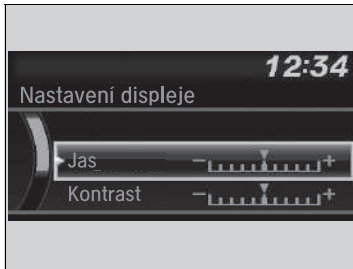 12:34
Nastavení displeje
Jas − +
Kontrast − +